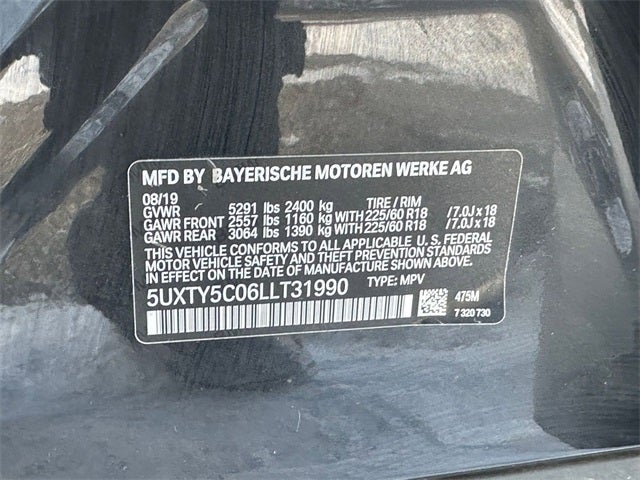 MFD BY BAYERISCHE MOTOREN WERKE AG
08/19
GVWR 5291 lbs 2400 kg TIRE / RIM
GAWR FRONT 2557 lbs 1160 kg WITH 225/60 R18 / 7.0J x 18
GAWR REAR 3064 lbs 1390 kg WITH 225/60 R18 / 7.0J x 18
THIS VEHICLE CONFORMS TO ALL APPLICABLE U. S. FEDERAL
MOTOR VEHICLE SAFETY AND THEFT PREVENTION STANDARDS
IN EFFECT ON THE DATE OF MANUFACTURE SHOWN ABOVE.
5UXTY5C06LLT31990 TYPE: MPV
475M
7 320 730